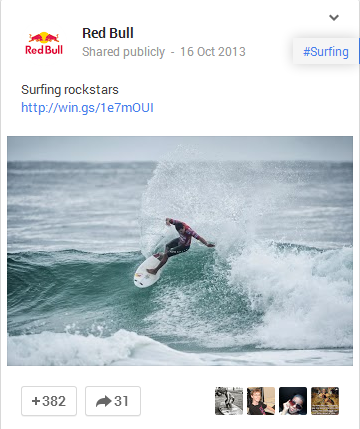 Red Bull
Red Bull
Shared publicly - 16 Oct 2013
#Surfing
Surfing rockstars
http://win.gs/1e7mOUI
+382
31